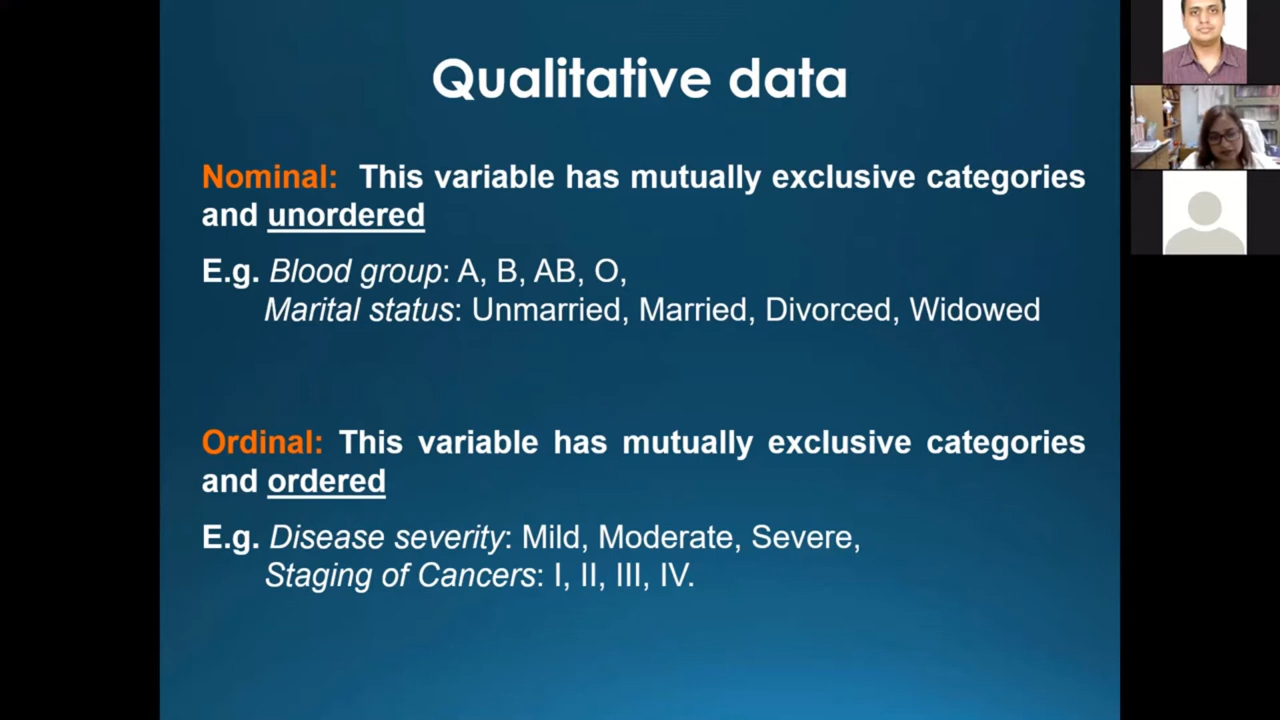 Qualitative data
Nominal: This variable has mutually exclusive categories
and unordered
E.g. Blood group: A, B, AB, O,
Marital status: Unmarried, Married, Divorced, Widowed
Ordinal: This variable has mutually exclusive categories
and ordered
E.g. Disease severity: Mild, Moderate, Severe,
Staging of Cancers: I, II, III, IV.